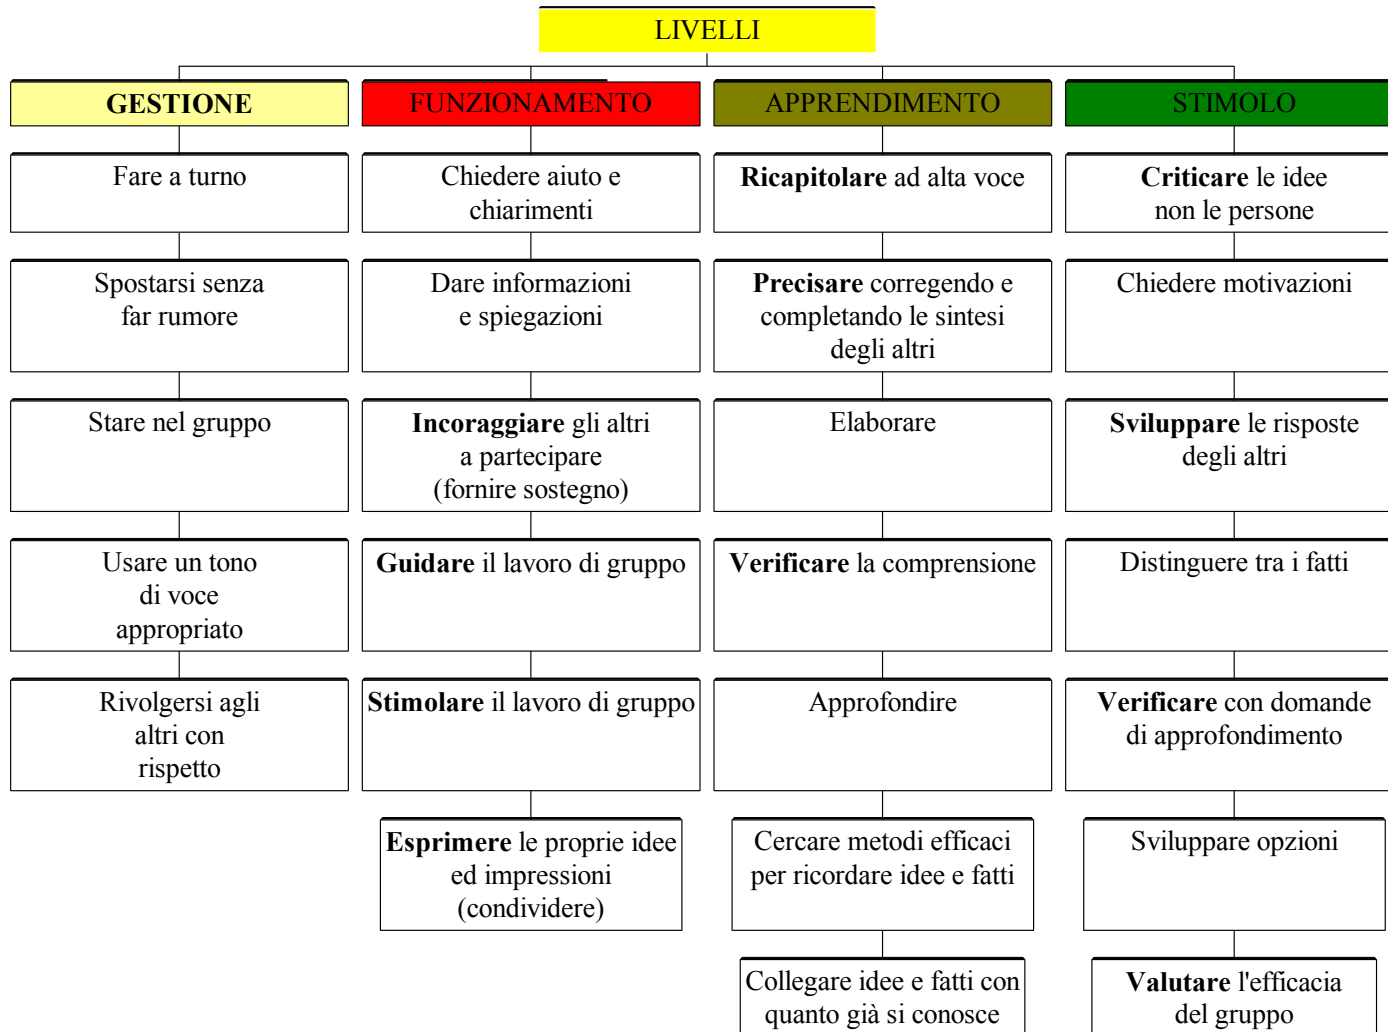 LIVELLI
GESTIONE
Fare a turno
Spostarsi senza
far rumore
Stare nel gruppo
Usare un tono
di voce
appropriato
Rivolgersi agli
altri con
rispetto
FUNZIONAMENTO
Chiedere aiuto e
chiarimenti
Dare informazioni
e spiegazioni
Incoraggiare gli altri
a partecipare
(fornire sostegno)
Guidare il lavoro di gruppo
Stimolare il lavoro di gruppo
Esprimere le proprie idee
ed impressioni
(condividere)
APPRENDIMENTO
Ricapitolare ad alta voce
Precisare corregendo e
completando le sintesi
degli altri
Elaborare
Verificare la comprensione
Approfondire
Cercare metodi efficaci
per ricordare idee e fatti
Collegare idee e fatti con
quanto già si conosce
STIMOLO
Criticare le idee
non le persone
Chiedere motivazioni
Sviluppare le risposte
degli altri
Distinguere tra i fatti
Verificare con domande
di approfondimento
Sviluppare opzioni
Valutare l'efficacia
del gruppo